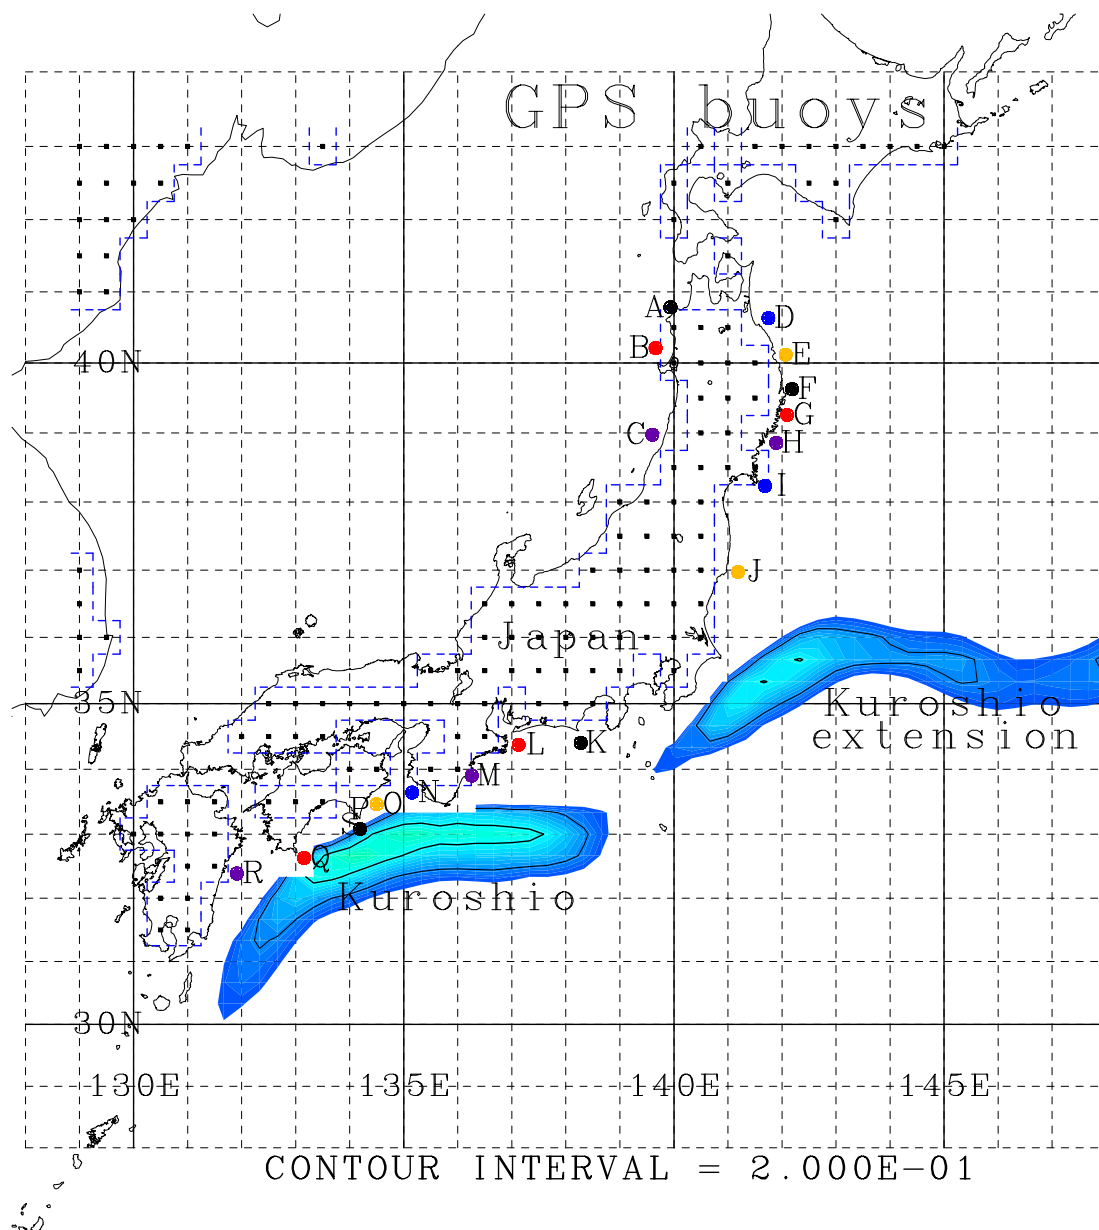 GPS buoys
A
D
B
E
40N
F
G
C
H
I
J
Japan
35N
Kuroshio
extension
L
K
M
N
P
O
Q
R
Kuroshio
30N
130E
135E
140E
145E
CONTOUR INTERVAL = 2.000E-01